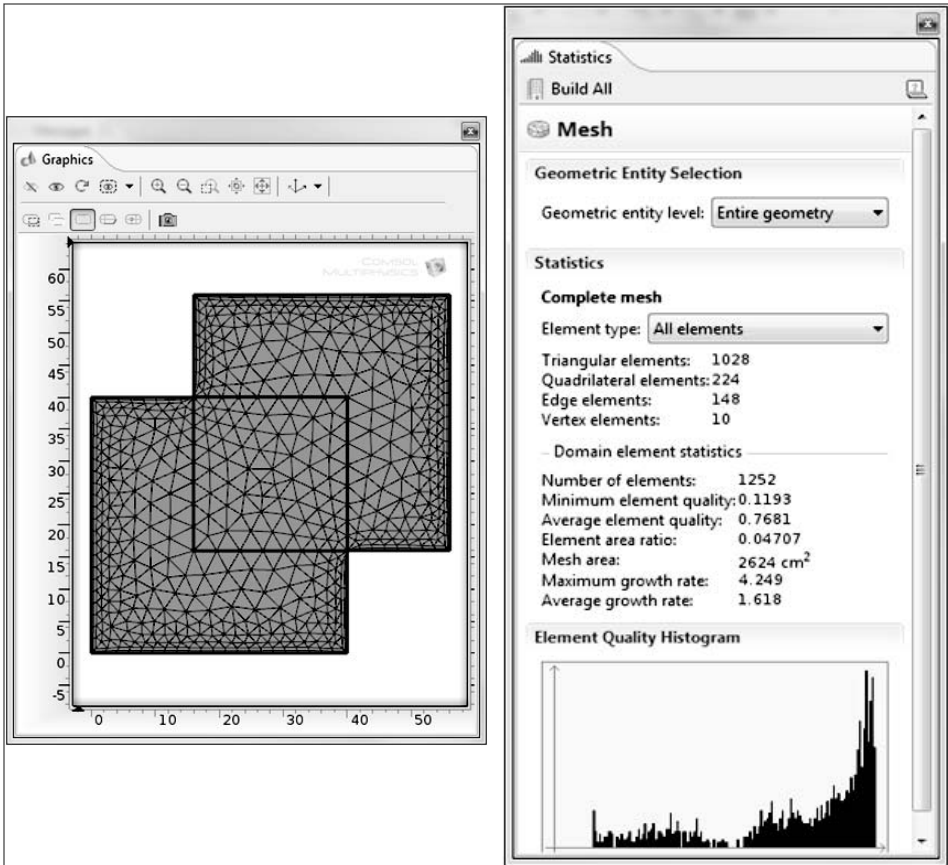 Graphics
COMSOL
MULTIPHYSICS
60
55
50
45
40
35
30
25
20
15
10
5
0
-5
0 10 20 30 40 50
Statistics
Build All
Mesh
Geometric Entity Selection
Geometric entity level: Entire geometry
Statistics
Complete mesh
Element type: All elements
Triangular elements: 1028
Quadrilateral elements: 224
Edge elements: 148
Vertex elements: 10
Domain element statistics
Number of elements: 1252
Minimum element quality: 0.1193
Average element quality: 0.7681
Element area ratio: 0.04707
Mesh area: 2624 cm²
Maximum growth rate: 4.249
Average growth rate: 1.618
Element Quality Histogram